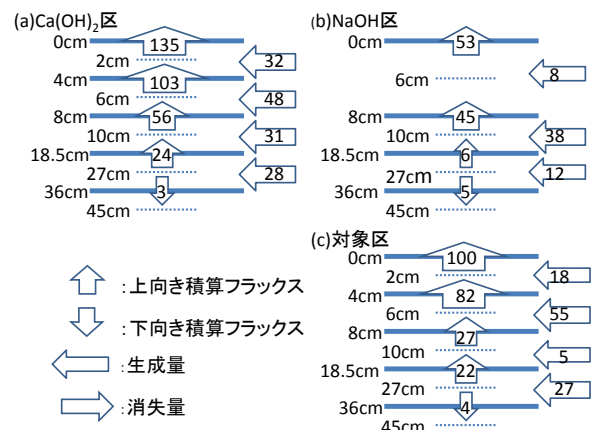 (a)Ca(OH)₂区
0cm
135
2cm
32
4cm
103
6cm
48
8cm
56
10cm
31
18.5cm
24
27cm
28
36cm
3
45cm
(b)NaOH区
0cm
53
6cm
8
8cm
45
10cm
38
18.5cm
6
27cm
12
36cm
5
45cm
(c)対象区
0cm
100
2cm
18
4cm
82
6cm
55
8cm
27
10cm
5
18.5cm
22
27cm
27
36cm
4
45cm
:上向き積算フラックス
:下向き積算フラックス
:生成量
:消失量